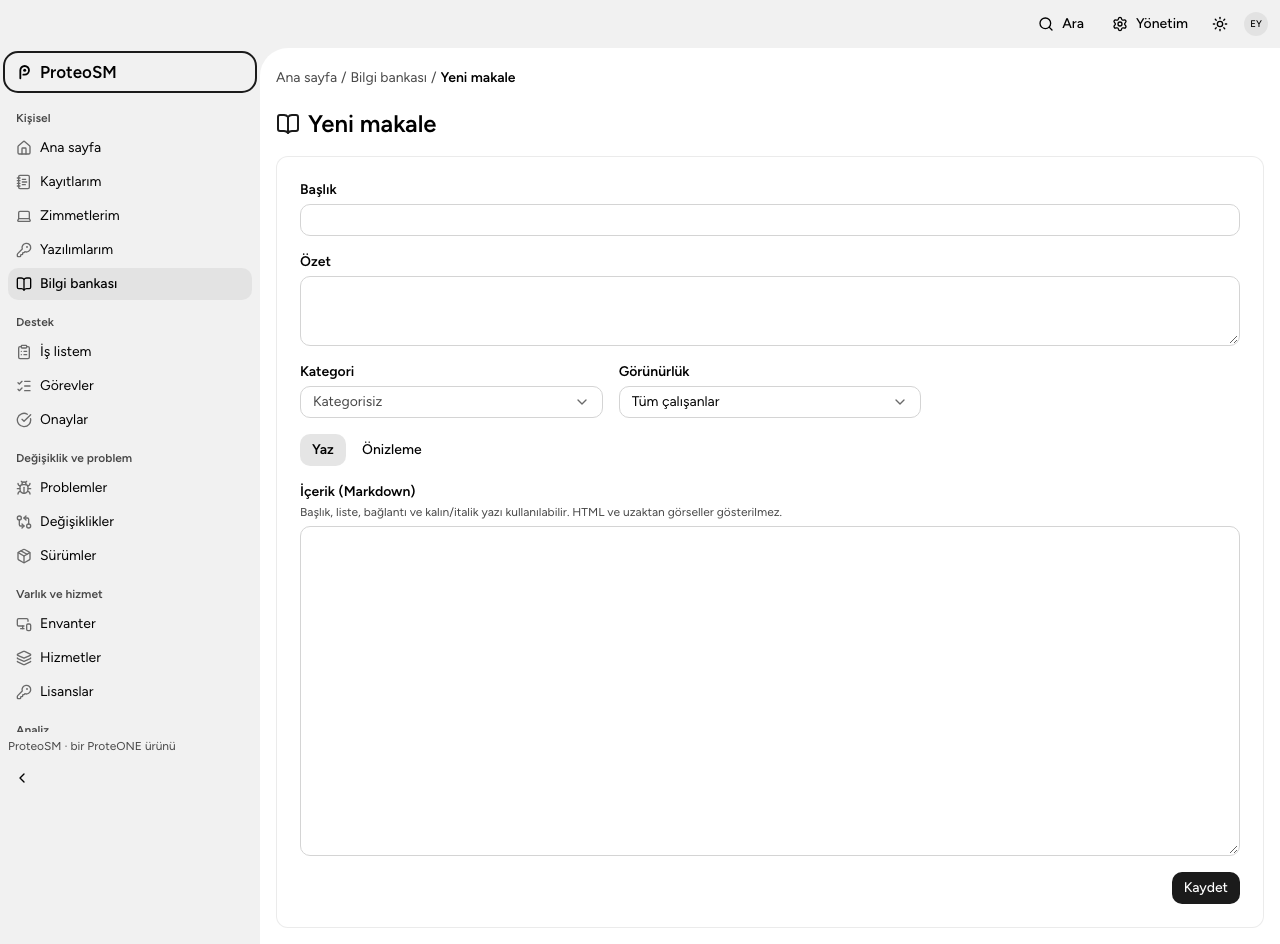 Ara
Yönetim
EY
ProteoSM
Kişisel
Ana sayfa
Kayıtlarım
Zimmetlerim
Yazılımlarım
Bilgi bankası
Destek
İş listem
Görevler
Onaylar
Değişiklik ve problem
Problemler
Değişiklikler
Sürümler
Varlık ve hizmet
Envanter
Hizmetler
Lisanslar
Analiz
ProteoSM · bir ProteONE ürünü
Ana sayfa / Bilgi bankası / Yeni makale
Yeni makale
Başlık
Özet
Kategori
Görünürlük
Kategorisiz
Tüm çalışanlar
Yaz
Önizleme
İçerik (Markdown)
Başlık, liste, bağlantı ve kalın/italik yazı kullanılabilir. HTML ve uzaktan görseller gösterilmez.
Kaydet